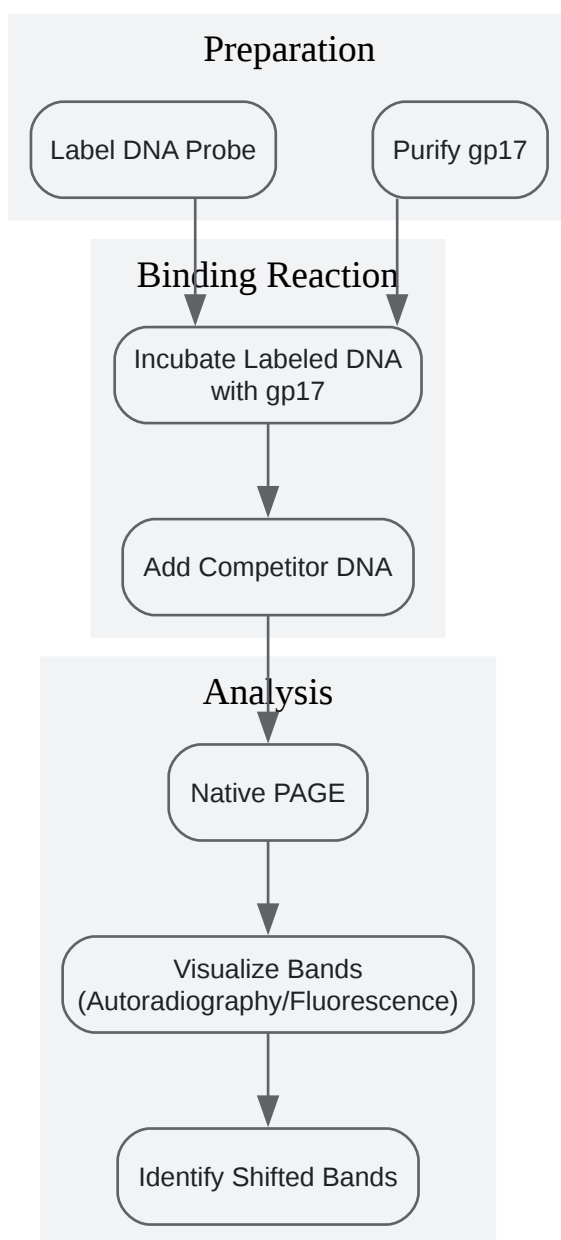 Preparation
Label DNA Probe
Purify gp17
Binding Reaction
Incubate Labeled DNA
with gp17
Add Competitor DNA
Analysis
Native PAGE
Visualize Bands
(Autoradiography/Fluorescence)
Identify Shifted Bands